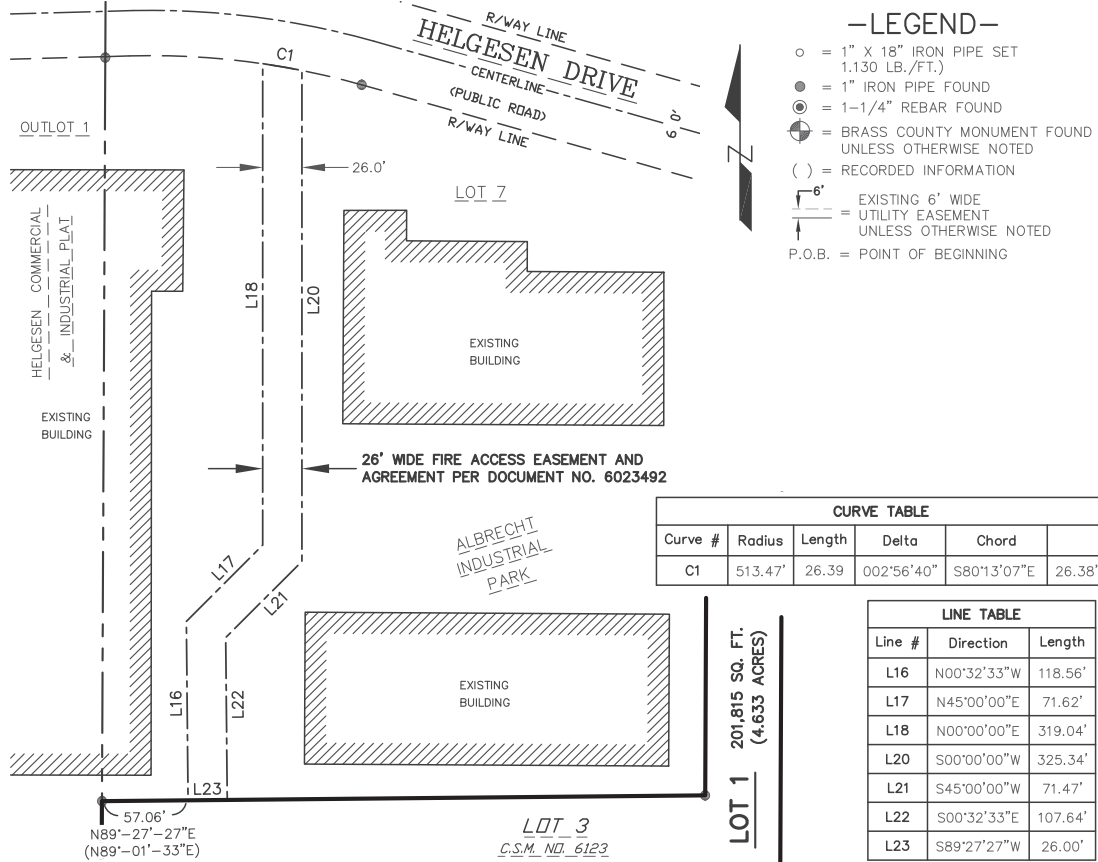 R/WAY LINE
HELGESEN DRIVE
CENTERLINE
(PUBLIC ROAD)
R/WAY LINE
6.0'
C1
OUTLOT 1
26.0'
LOT 7
HELGESEN COMMERCIAL
& INDUSTRIAL PLAT
L18
L20
EXISTING
BUILDING
EXISTING
BUILDING
26' WIDE FIRE ACCESS EASEMENT AND
AGREEMENT PER DOCUMENT NO. 6023492
ALBRECHT
INDUSTRIAL
PARK
L17
L21
L16
L22
EXISTING
BUILDING
L23
57.06'
N89°-27'-27"E
(N89°-01'-33"E)
LOT 3
C.S.M. NO. 6123
LOT 1
201,815 SQ. FT.
(4.633 ACRES)
-LEGEND-
= 1" X 18" IRON PIPE SET
1.130 LB./FT.)
= 1" IRON PIPE FOUND
= 1-1/4" REBAR FOUND
= BRASS COUNTY MONUMENT FOUND
UNLESS OTHERWISE NOTED
( ) = RECORDED INFORMATION
6'
EXISTING 6' WIDE
= UTILITY EASEMENT
UNLESS OTHERWISE NOTED
P.O.B. = POINT OF BEGINNING
Z
CURVE TABLE
Curve # Radius Length Delta Chord
C1 513.47' 26.39 002°56'40" S80°13'07"E 26.38'
LINE TABLE
Line # Direction Length
L16 N00°32'33"W 118.56'
L17 N45°00'00"E 71.62'
L18 N00°00'00"E 319.04'
L20 S00°00'00"W 325.34'
L21 S45°00'00"W 71.47'
L22 S00°32'33"E 107.64'
L23 S89°27'27"W 26.00'